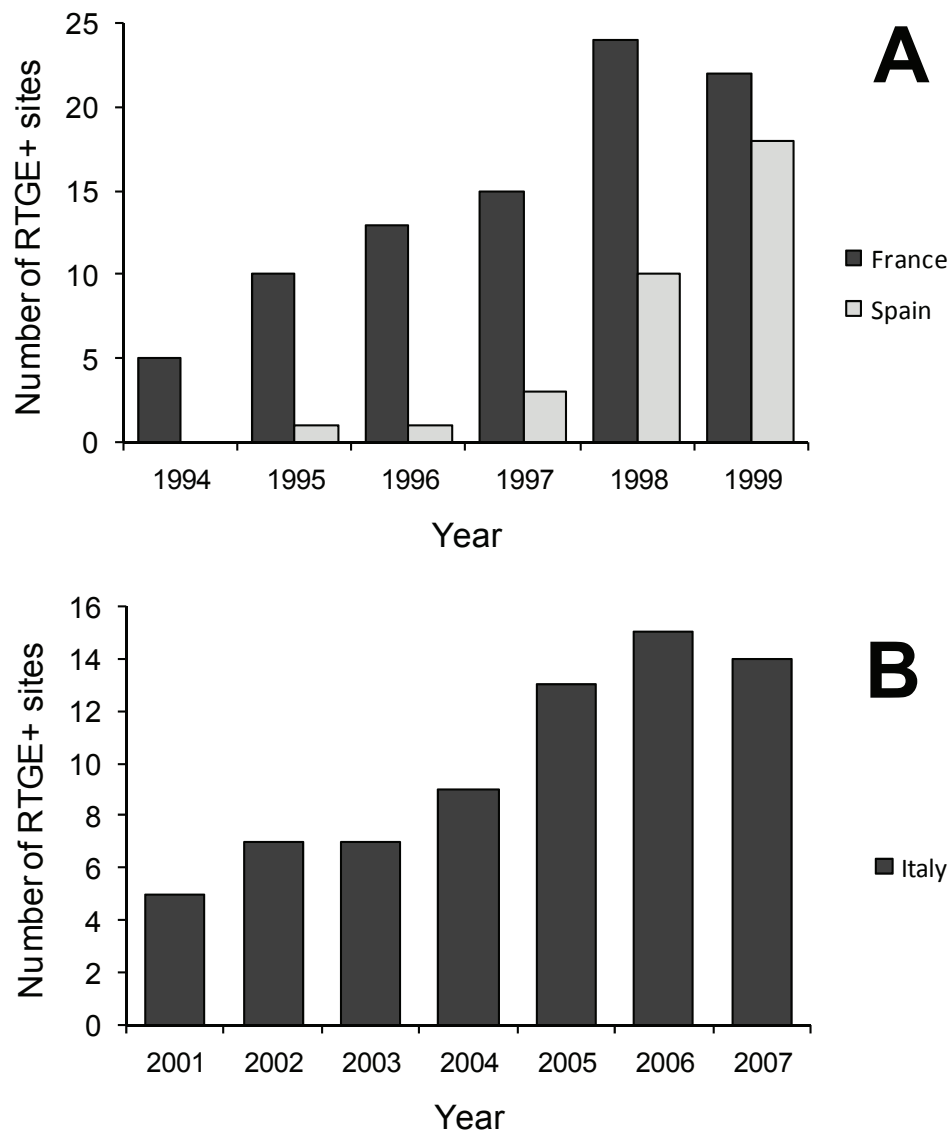 A
Number of RTGE+ sites
25
20
15
10
5
0
1994 1995 1996 1997 1998 1999
Year
France
Spain
B
Number of RTGE+ sites
16
14
12
10
8
6
4
2
0
2001 2002 2003 2004 2005 2006 2007
Year
Italy